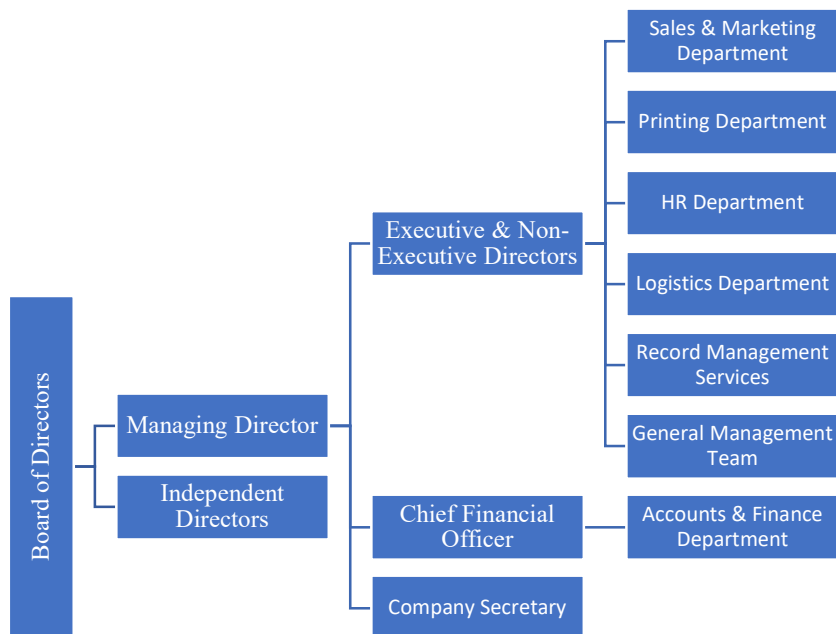 Board of Directors
Managing Director
Independent
Directors
Executive & Non-
Executive Directors
Chief Financial
Officer
Company Secretary
Sales & Marketing
Department
Printing Department
HR Department
Logistics Department
Record Management
Services
General Management
Team
Accounts & Finance
Department